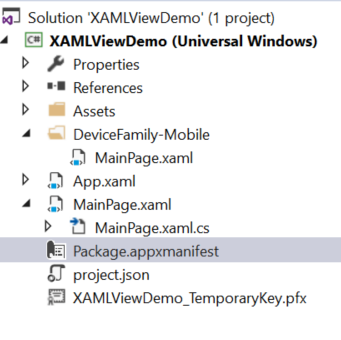 Solution 'XAMLViewDemo' (1 project)
C# XAMLViewDemo (Universal Windows)
Properties
References
Assets
DeviceFamily-Mobile
MainPage.xaml
App.xaml
MainPage.xaml
MainPage.xaml.cs
Package.appxmanifest
project.json
XAMLViewDemo_TemporaryKey.pfx